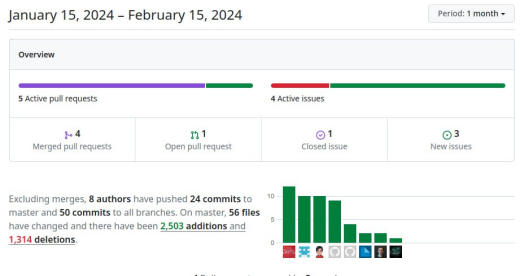 January 15, 2024 – February 15, 2024
Period: 1 month
Overview
5 Active pull requests
4 Active issues
4
Merged pull requests
1
Open pull request
1
Closed issue
3
New issues
Excluding merges, 8 authors have pushed 24 commits to
master and 50 commits to all branches. On master, 56 files
have changed and there have been 2,503 additions and
1,314 deletions.
10
5
0